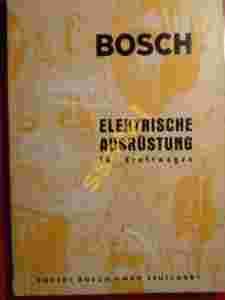 BOSCH
ELEKTRISCHE
AUSRÜSTUNG
Kraftwagen
ROBERT BOSCH GMBH STUTTGART